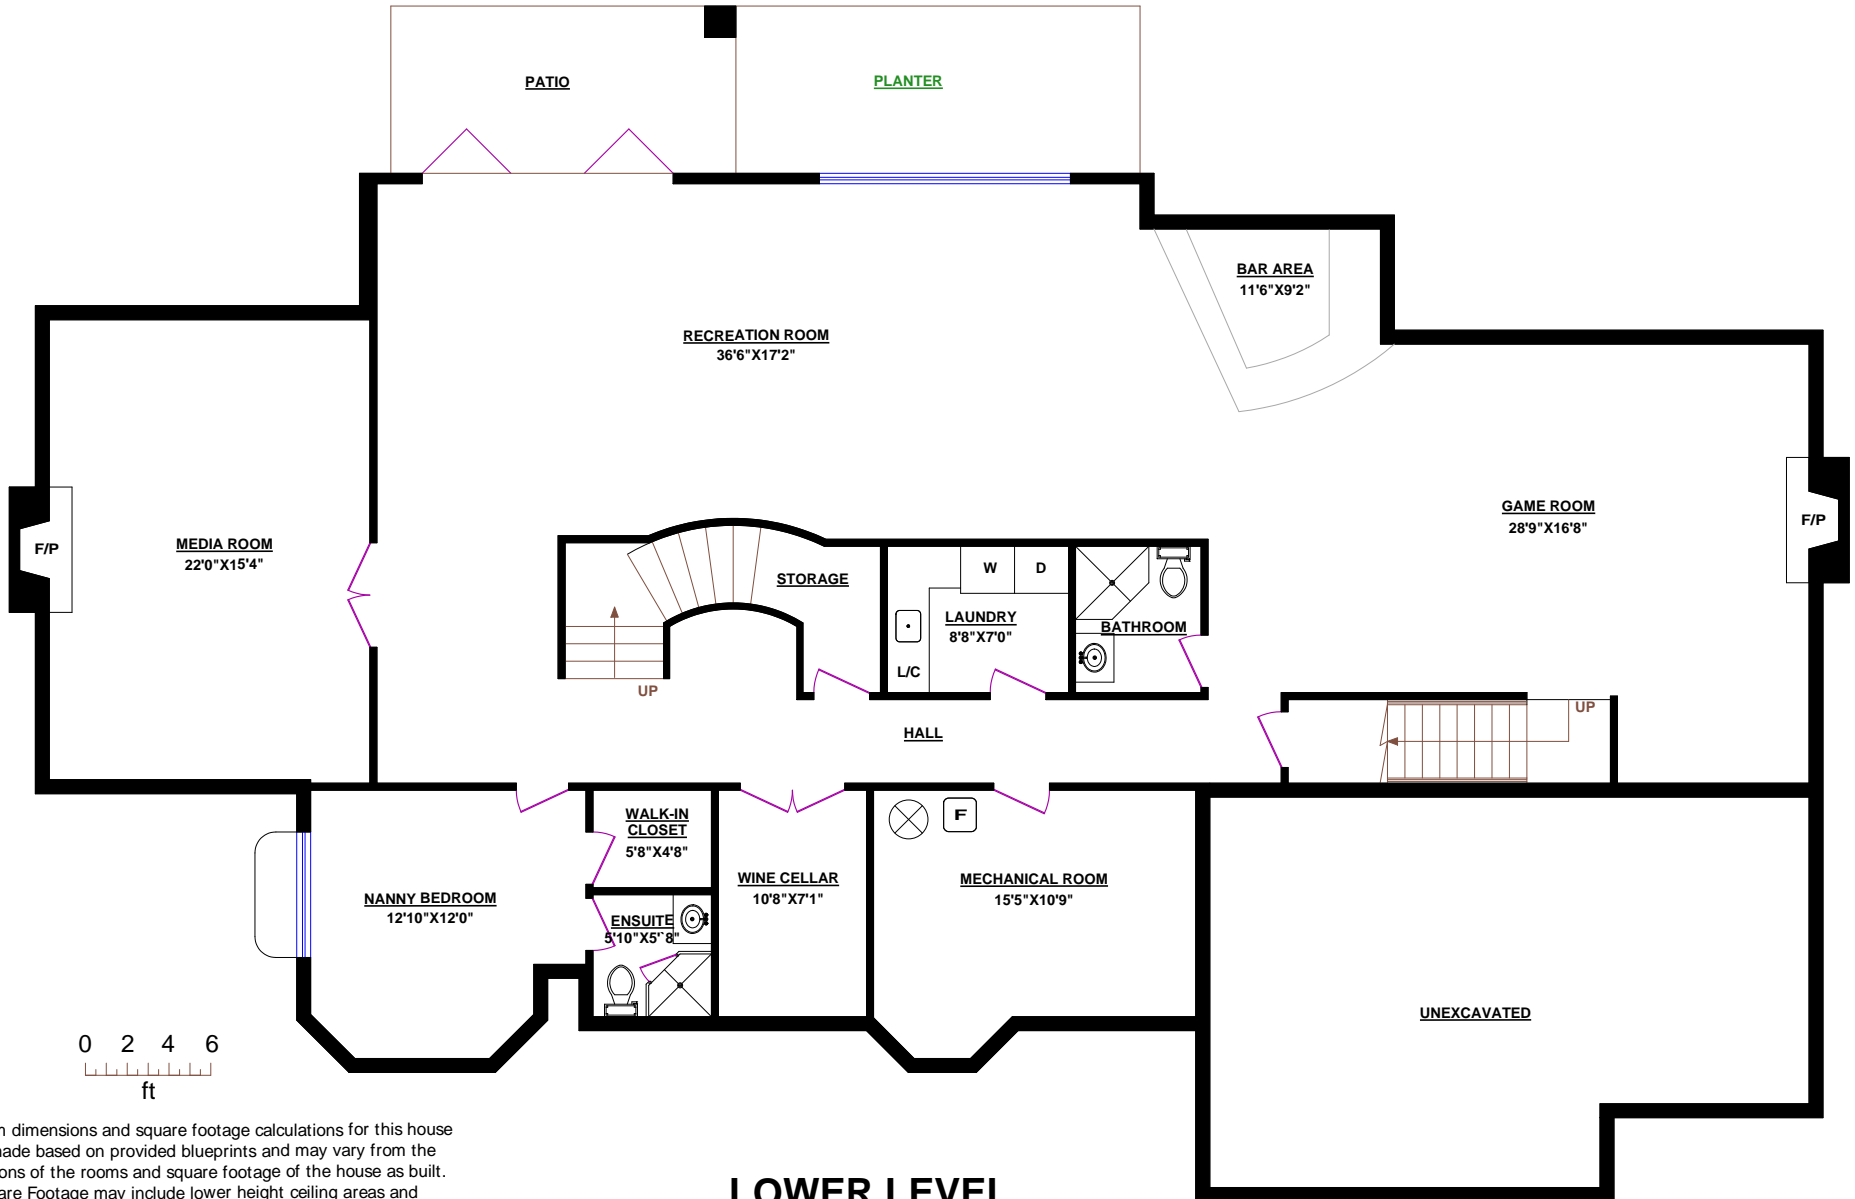 PATIO
PLANTER
BAR AREA
11'6"X9'2"
RECREATION ROOM
36'6"X17'2"
GAME ROOM
28'9"X16'8"
F/P
F/P
MEDIA ROOM
22'0"X15'4"
STORAGE
W
D
LAUNDRY
8'8"X7'0"
BATHROOM
L/C
UP
UP
HALL
WALK-IN
CLOSET
5'8"X4'8"
F
WINE CELLAR
10'8"X7'1"
MECHANICAL ROOM
15'5"X10'9"
NANNY BEDROOM
12'10"X12'0"
ENSUITE
5'10"X5'`8"
UNEXCAVATED
0 2 4 6
ft
dimensions and square footage calculations for this house
made based on provided blueprints and may vary from the
of the rooms and square footage of the house as built.
Footage may include lower height ceiling areas and
LOWER LEVEL